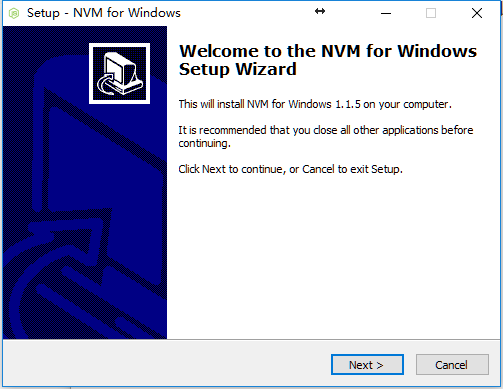 Setup - NVM for Windows
Welcome to the NVM for Windows
Setup Wizard
This will install NVM for Windows 1.1.5 on your computer.
It is recommended that you close all other applications before
continuing.
Click Next to continue, or Cancel to exit Setup.
Next >
Cancel